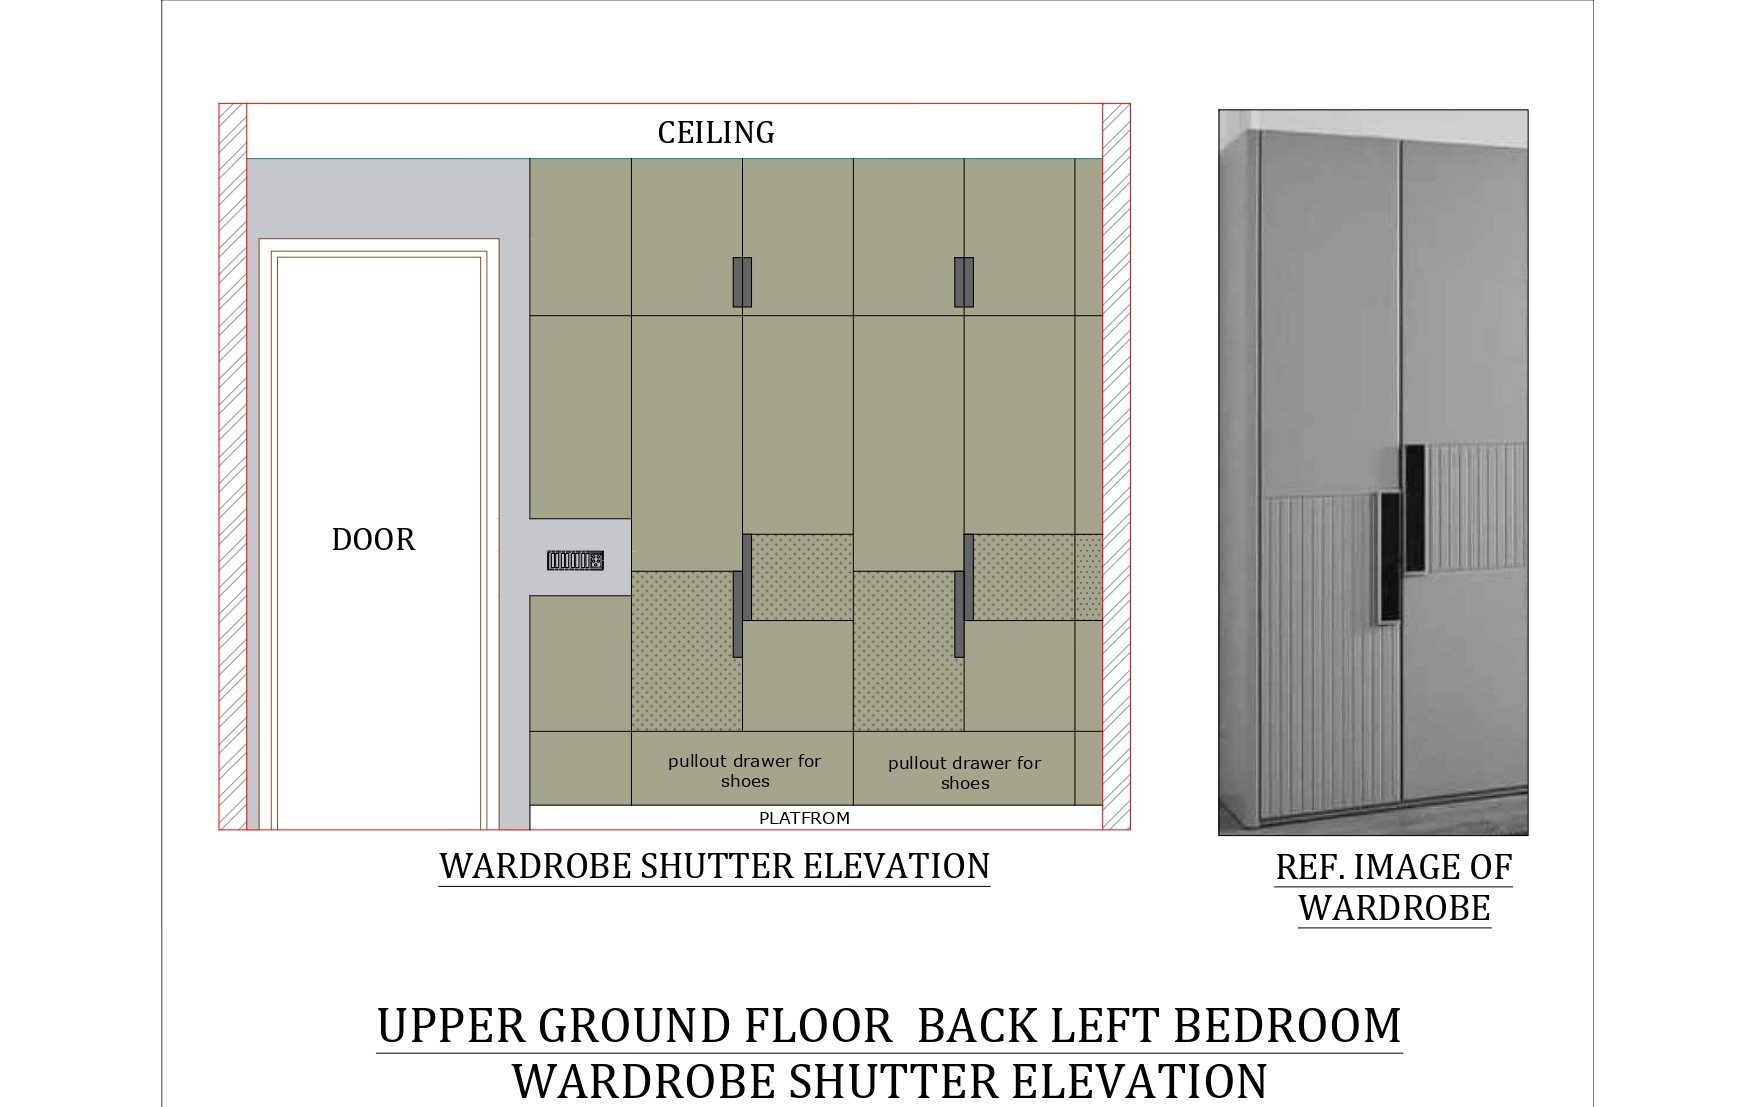 CEILING
DOOR
pullout drawer for
shoes
pullout drawer for
shoes
PLATFROM
WARDROBE SHUTTER ELEVATION
REF. IMAGE OF
WARDROBE
UPPER GROUND FLOOR BACK LEFT BEDROOM
WARDROBE SHUTTER ELEVATION